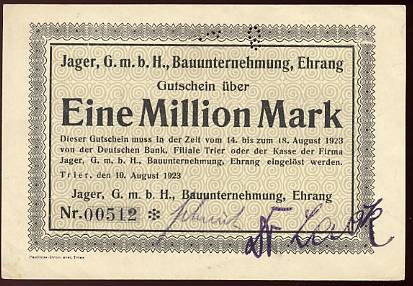 Jager, G. m. b. H., Bauunternehmung, Ehrang
Gutschein über
Eine Million Mark
Dieser Gutschein muss in der Zeit vom 14. bis zum 18. August 1923
von der Deutschen Bank, Filiale Trier oder der Kasse der Firma
Jager, G. m. b. H., Bauunternehmung, Ehrang eingelöst werden.
Trier, den 10. August 1923
Jager, G. m. b. H., Bauunternehmung, Ehrang
Nr. 00512 ✻